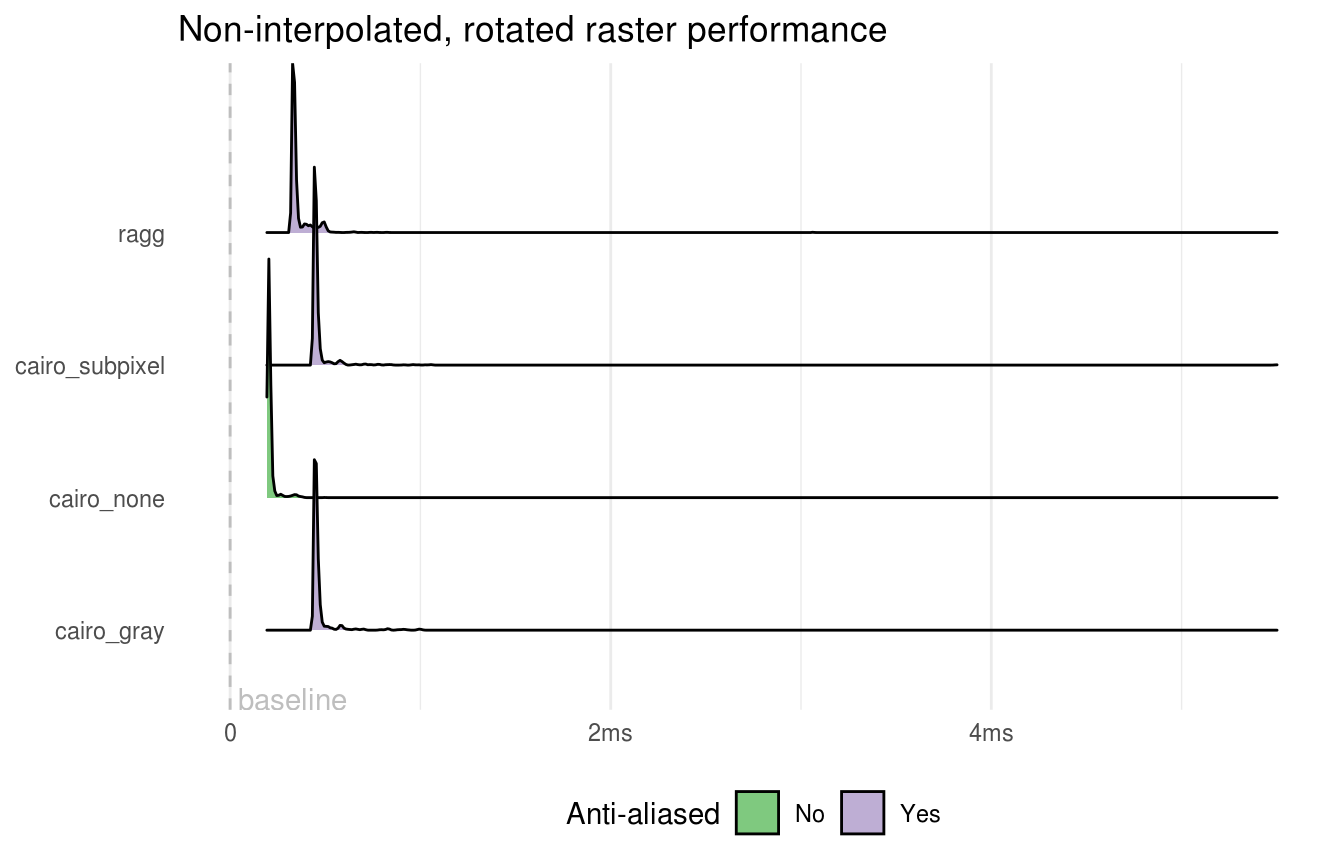 Non-interpolated, rotated raster performance
ragg
cairo_subpixel
cairo_none
cairo_gray
baseline
0 2ms 4ms
Anti-aliased No Yes